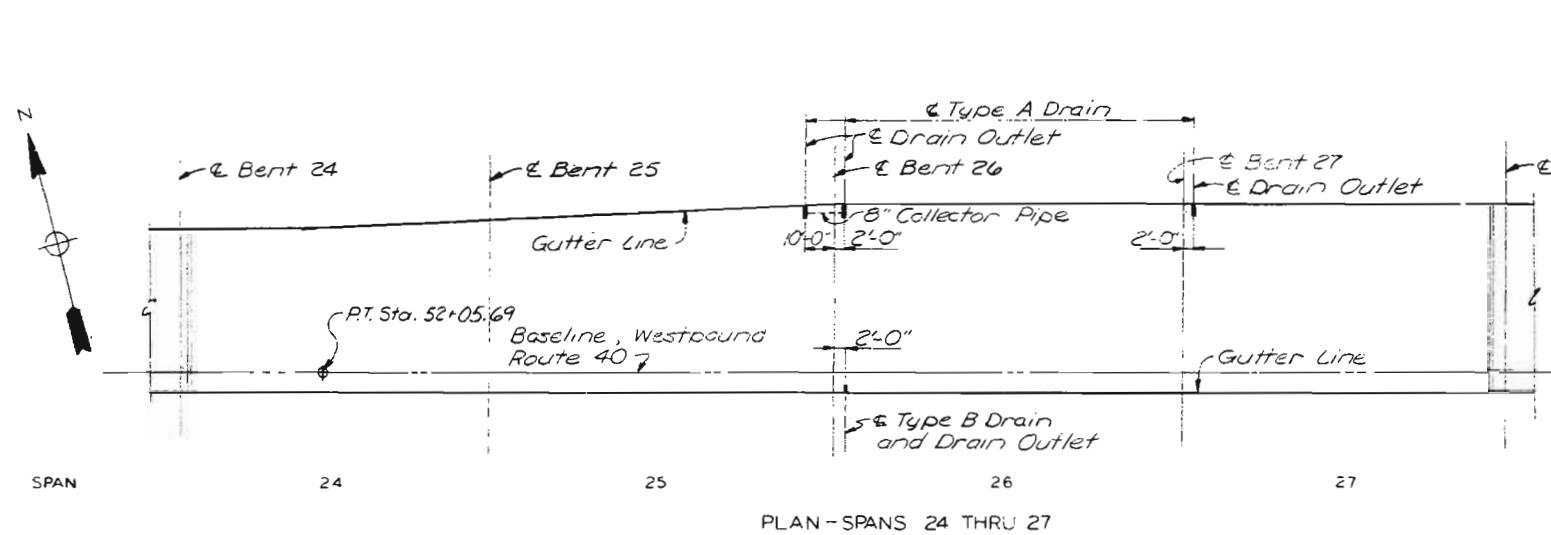 ℄ Type A Drain
N
℄ Drain Outlet
℄ Bent 24
℄ Bent 25
℄ Bent 26
℄ Bent 27
℄
℄ Drain Outlet
8" Collector Pipe
Gutter Line
10'-0"
2'-0"
2'-0"
P.T. Sta. 52+05.69
Baseline, Westbound
Route 40
2'-0"
Gutter Line
℄ Type B Drain
and Drain Outlet
SPAN
24
25
26
27
PLAN - SPANS 24 THRU 27